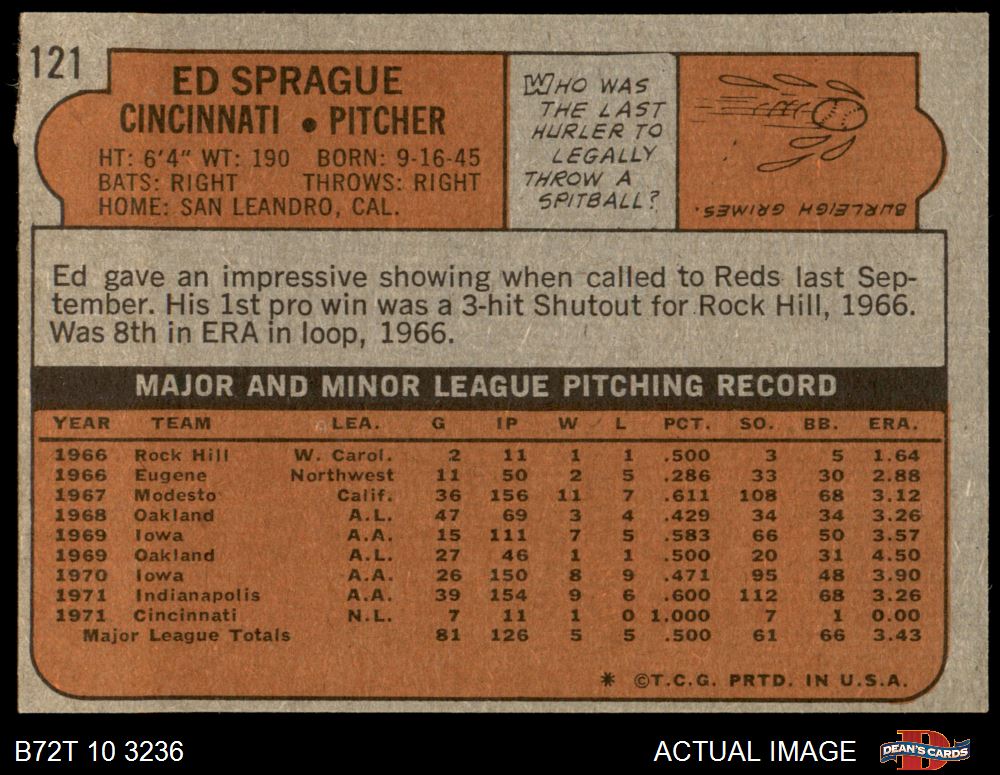 121
ED SPRAGUE
CINCINNATI • PITCHER
HT: 6'4" WT: 190 BORN: 9-16-45
BATS: RIGHT THROWS: RIGHT
HOME: SAN LEANDRO, CAL.
WHO WAS
THE LAST
HURLER TO
LEGALLY
THROW A
SPITBALL?
BURLEIGH GRIMES.
Ed gave an impressive showing when called to Reds last Sep-
tember. His 1st pro win was a 3-hit Shutout for Rock Hill, 1966.
Was 8th in ERA in loop, 1966.
MAJOR AND MINOR LEAGUE PITCHING RECORD
YEAR TEAM LEA. G IP W L PCT. SO. BB. ERA.
1966 Rock Hill W. Carol. 2 11 1 1 .500 3 5 1.64
1966 Eugene Northwest 11 50 2 5 .286 33 30 2.88
1967 Modesto Calif. 36 156 11 7 .611 108 68 3.12
1968 Oakland A.L. 47 69 3 4 .429 34 34 3.26
1969 Iowa A.A. 15 111 7 5 .583 66 50 3.57
1969 Oakland A.L. 27 46 1 1 .500 20 31 4.50
1970 Iowa A.A. 26 150 8 9 .471 95 48 3.90
1971 Indianapolis A.A. 39 154 9 6 .600 112 68 3.26
1971 Cincinnati N.L. 7 11 1 0 1.000 7 1 0.00
Major League Totals 81 126 5 5 .500 61 66 3.43
* ©T.C.G. PRTD. IN U.S.A.
B72T 10 3236
ACTUAL IMAGE
DEAN'S CARDS